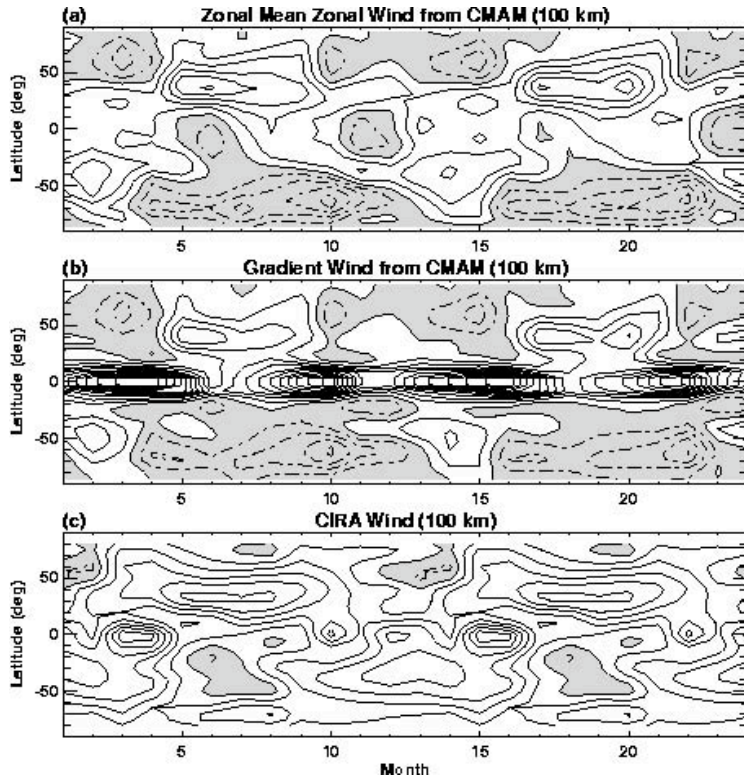 (a) Zonal Mean Zonal Wind from CMAM (100 km)
Latitude (deg)
50
0
-50
5 10 15 20
(b) Gradient Wind from CMAM (100 km)
Latitude (deg)
50
0
-50
5 10 15 20
(c) CIRA Wind (100 km)
Latitude (deg)
50
0
-50
5 10 15 20
Month